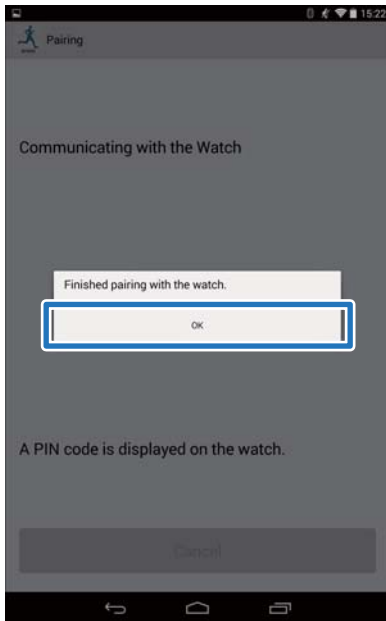 15:22
Pairing
Communicating with the Watch
Finished pairing with the watch.
OK
A PIN code is displayed on the watch.
Cancel